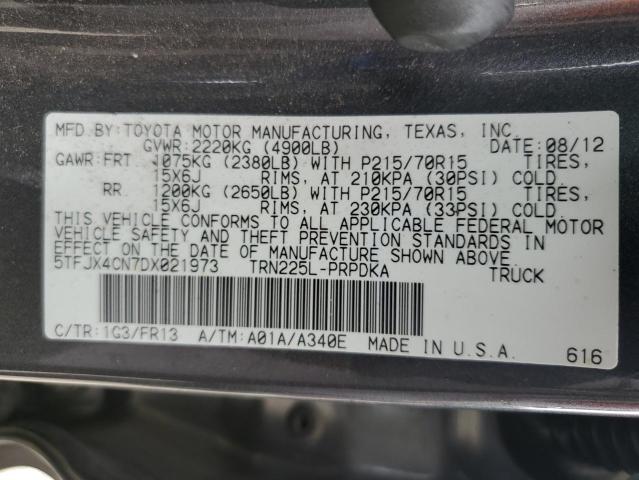 MFD.BY:TOYOTA MOTOR MANUFACTURING, TEXAS, INC.
GVWR:2220KG (4900LB) DATE:08/12
GAWR:FRT 1075KG (2380LB) WITH P215/70R15 TIRES,
15X6J RIMS, AT 210KPA (30PSI) COLD.
RR 1200KG (2650LB) WITH P215/70R15 TIRES,
15X6J RIMS, AT 230KPA (33PSI) COLD.
THIS VEHICLE CONFORMS TO ALL APPLICABLE FEDERAL MOTOR
VEHICLE SAFETY AND THEFT PREVENTION STANDARDS IN
EFFECT ON THE DATE OF MANUFACTURE SHOWN ABOVE.
5TFJX4CN7DX021973 TRN225L-PRPDKA TRUCK
C/TR:1G3/FR13 A/TM:A01A/A340E MADE IN U.S.A. 616